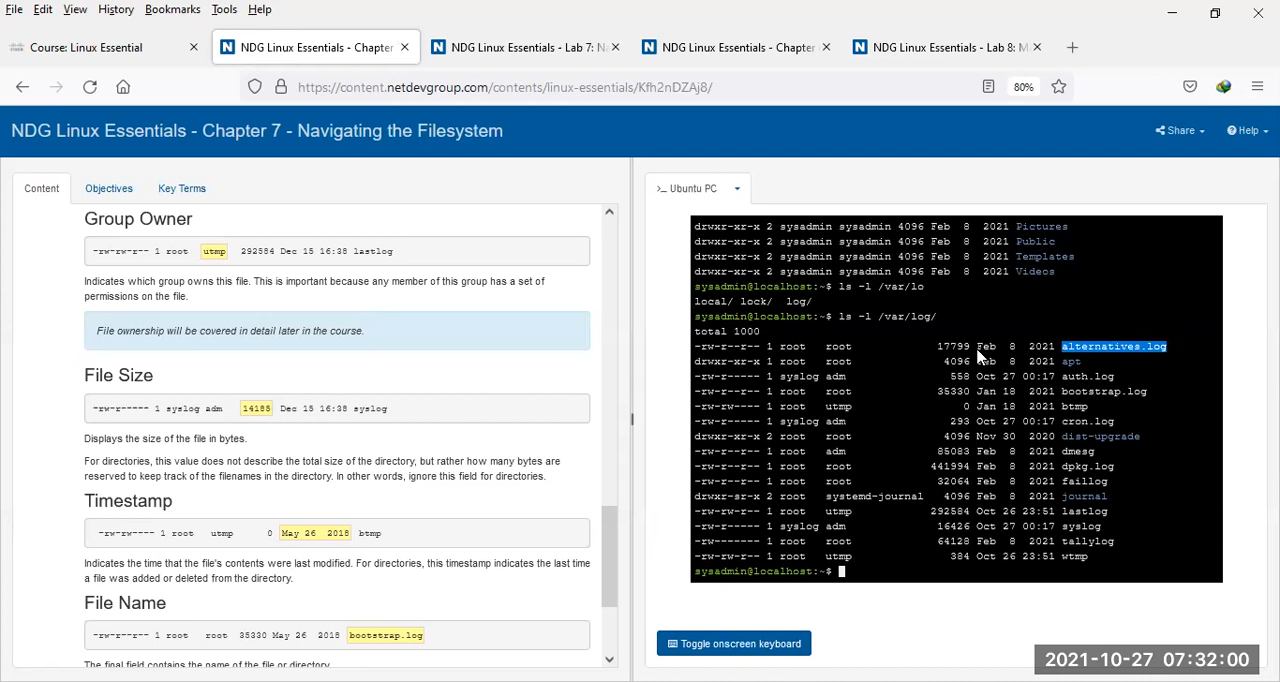 File Edit View History Bookmarks Tools Help
Course: Linux Essential
NDG Linux Essentials - Chapter
NDG Linux Essentials - Lab 7: Na
NDG Linux Essentials - Chapter
NDG Linux Essentials - Lab 8: M
https://content.netdevgroup.com/contents/linux-essentials/Kfh2nDZAj8/
80%
NDG Linux Essentials - Chapter 7 - Navigating the Filesystem
Share
Help
Content Objectives Key Terms
Group Owner
-rw-rw-r-- 1 root utmp 292584 Dec 15 16:38 lastlog
Indicates which group owns this file. This is important because any member of this group has a set of
permissions on the file.
File ownership will be covered in detail later in the course.
File Size
-rw-r----- 1 syslog adm 14185 Dec 15 16:38 syslog
Displays the size of the file in bytes.
For directories, this value does not describe the total size of the directory, but rather how many bytes are
reserved to keep track of the filenames in the directory. In other words, ignore this field for directories.
Timestamp
-rw-rw---- 1 root utmp 0 May 26 2018 btmp
Indicates the time that the file's contents were last modified. For directories, this timestamp indicates the last time
a file was added or deleted from the directory.
File Name
-rw-r--r-- 1 root root 35330 May 26 2018 bootstrap.log
The final field contains the name of the file or directory.
>_ Ubuntu PC
drwxr-xr-x 2 sysadmin sysadmin 4096 Feb 8 2021 Pictures
drwxr-xr-x 2 sysadmin sysadmin 4096 Feb 8 2021 Public
drwxr-xr-x 2 sysadmin sysadmin 4096 Feb 8 2021 Templates
drwxr-xr-x 2 sysadmin sysadmin 4096 Feb 8 2021 Videos
sysadmin@localhost:~$ ls -l /var/lo
local/ lock/ log/
sysadmin@localhost:~$ ls -l /var/log/
total 1000
-rw-r--r-- 1 root root 17799 Feb 8 2021 alternatives.log
drwxr-xr-x 2 root root 4096 Feb 8 2021 apt
-rw-r----- 1 syslog adm 558 Oct 27 00:17 auth.log
-rw-r--r-- 1 root root 35330 Jan 18 2021 bootstrap.log
-rw-rw---- 1 root utmp 0 Jan 18 2021 btmp
-rw-r----- 1 syslog adm 293 Oct 27 00:17 cron.log
drwxr-xr-x 2 root root 4096 Nov 30 2020 dist-upgrade
-rw-r--r-- 1 root adm 85083 Feb 8 2021 dmesg
-rw-r--r-- 1 root root 441994 Feb 8 2021 dpkg.log
-rw-r--r-- 1 root root 32064 Feb 8 2021 faillog
drwxr-sr-x 2 root systemd-journal 4096 Feb 8 2021 journal
-rw-rw-r-- 1 root utmp 292584 Oct 26 23:51 lastlog
-rw-r----- 1 syslog adm 16426 Oct 27 00:17 syslog
-rw------- 1 root root 64128 Feb 8 2021 tallylog
-rw-rw-r-- 1 root utmp 384 Oct 26 23:51 wtmp
sysadmin@localhost:~$
Toggle onscreen keyboard
2021-10-27 07:32:00